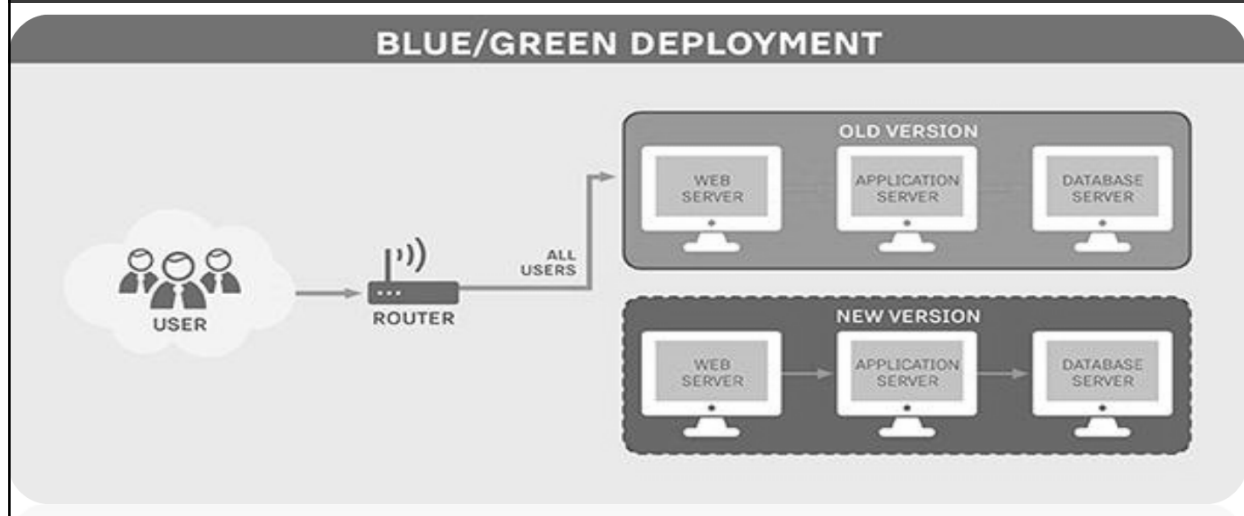 BLUE/GREEN DEPLOYMENT
OLD VERSION
WEB
SERVER
APPLICATION
SERVER
DATABASE
SERVER
ALL
USERS
USER
ROUTER
NEW VERSION
WEB
SERVER
APPLICATION
SERVER
DATABASE
SERVER